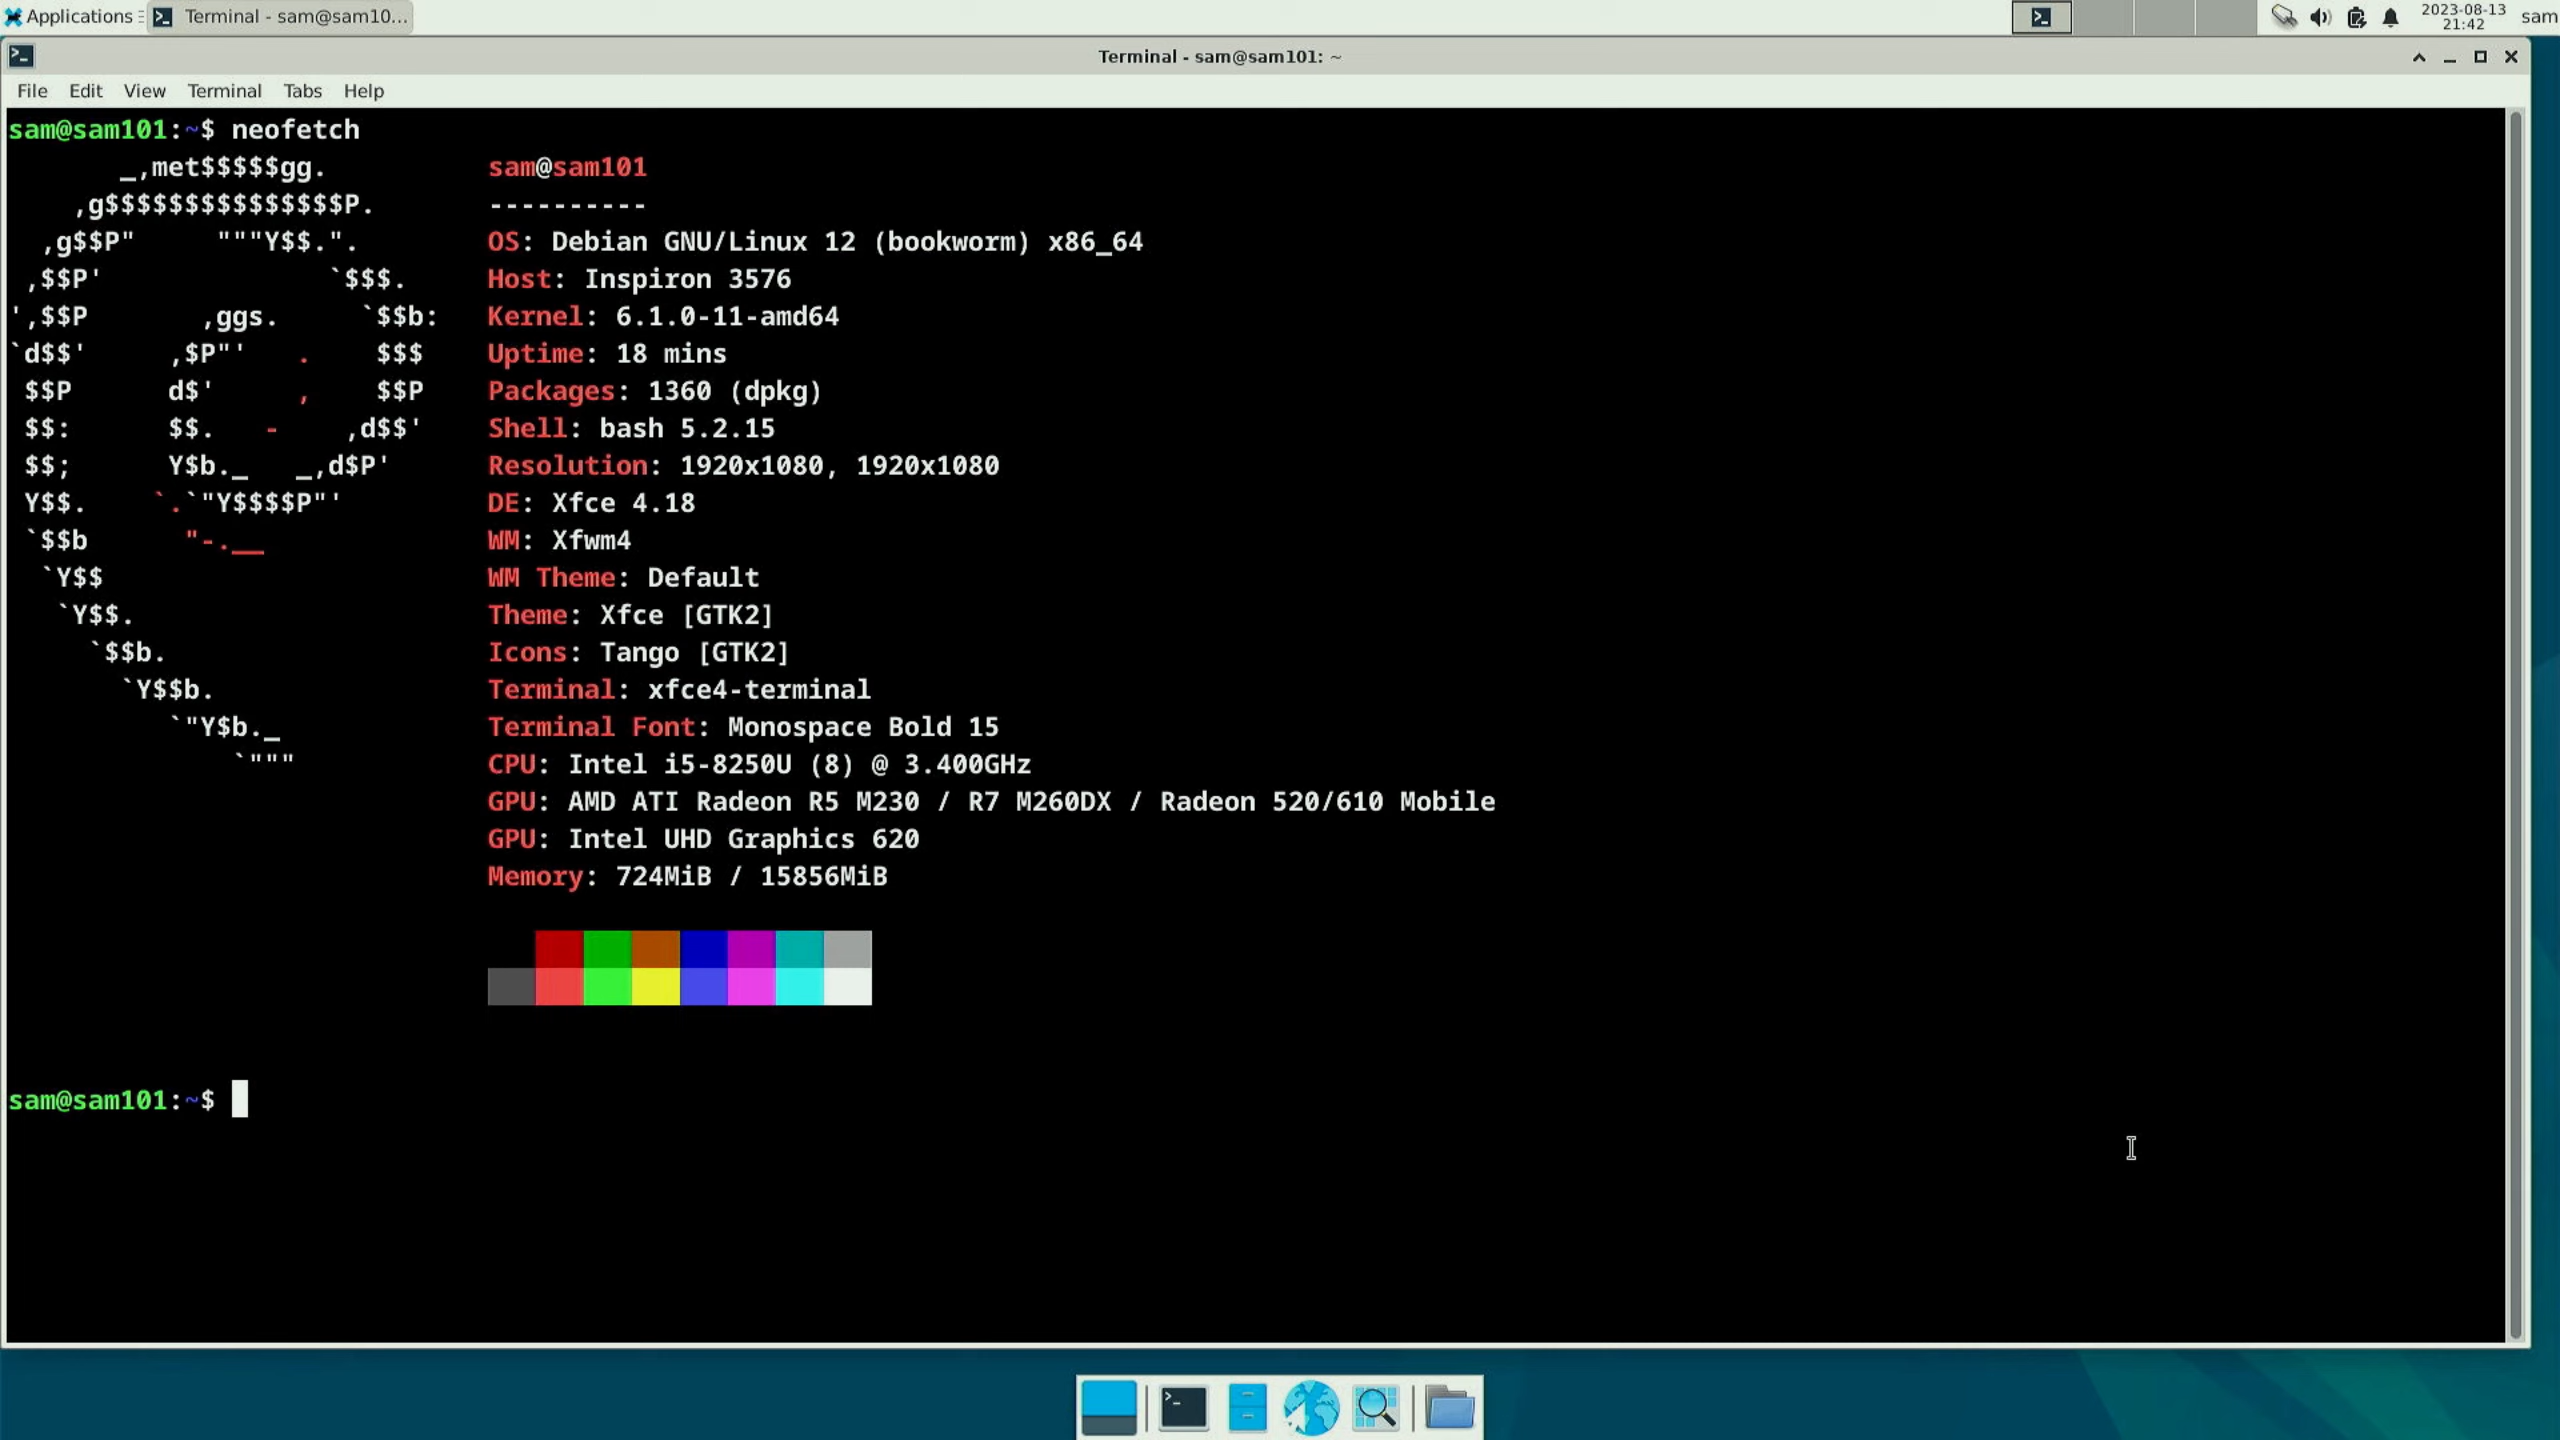 Applications
Terminal - sam@sam10...
2023-08-13
21:42
sam
Terminal - sam@sam101: ~
File Edit View Terminal Tabs Help
sam@sam101:~$ neofetch
       _,met$$$$$gg.          sam@sam101
    ,g$$$$$$$$$$$$$$$P.       ----------
  ,g$$P"     """Y$$.".        OS: Debian GNU/Linux 12 (bookworm) x86_64
 ,$$P'              `$$$.     Host: Inspiron 3576
',$$P       ,ggs.     `$$b:   Kernel: 6.1.0-11-amd64
`d$$'     ,$P"'   .    $$$    Uptime: 18 mins
 $$P      d$'     ,    $$P    Packages: 1360 (dpkg)
 $$:      $$.   -    ,d$$'    Shell: bash 5.2.15
 $$;      Y$b._   _,d$P'      Resolution: 1920x1080, 1920x1080
 Y$$.    `.`"Y$$$$P"'         DE: Xfce 4.18
 `$$b      "-.__              WM: Xfwm4
  `Y$$                        WM Theme: Default
   `Y$$.                      Theme: Xfce [GTK2]
     `$$b.                    Icons: Tango [GTK2]
       `Y$$b.                 Terminal: xfce4-terminal
          `"Y$b._             Terminal Font: Monospace Bold 15
              `"""            CPU: Intel i5-8250U (8) @ 3.400GHz
                              GPU: AMD ATI Radeon R5 M230 / R7 M260DX / Radeon 520/610 Mobile
                              GPU: Intel UHD Graphics 620
                              Memory: 724MiB / 15856MiB
sam@sam101:~$